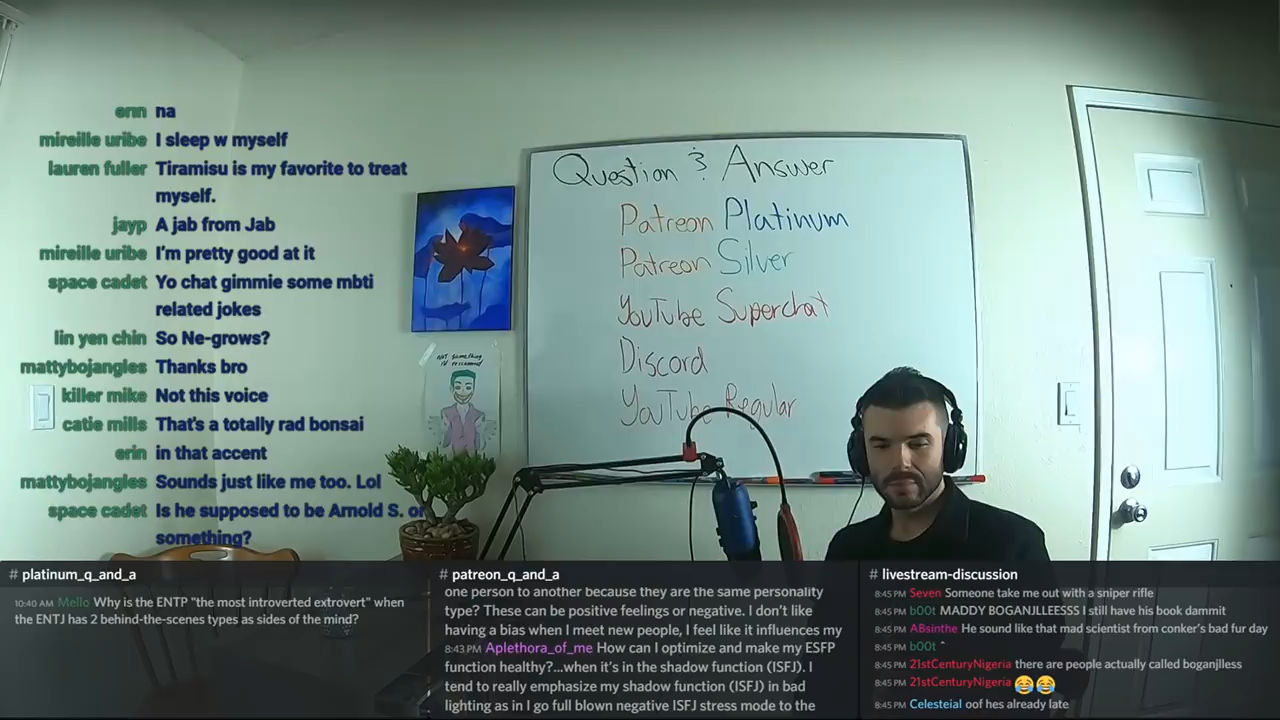 erin na
mireille uribe I sleep w myself
lauren fuller Tiramisu is my favorite to treat
myself.
jayp A jab from Jab
mireille uribe I'm pretty good at it
space cadet Yo chat gimmie some mbti
related jokes
lin yen chin So Ne-grows?
mattybojangles Thanks bro
killer mike Not this voice
catie mills That's a totally rad bonsai
erin in that accent
mattybojangles Sounds just like me too. Lol
space cadet Is he supposed to be Arnold S. or
something?
Question & Answer
Patreon Platinum
Patreon Silver
YouTube Superchat
Discord
YouTube Regular
# platinum_q_and_a
10:40 AM Mello Why is the ENTP "the most introverted extrovert" when
the ENTJ has 2 behind-the-scenes types as sides of the mind?
# patreon_q_and_a
one person to another because they are the same personality
type? These can be positive feelings or negative. I don't like
having a bias when I meet new people, I feel like it influences my
8:43 PM Aplethora_of_me How can I optimize and make my ESFP
function healthy?...when it's in the shadow function (ISFJ). I
tend to really emphasize my shadow function (ISFJ) in bad
lighting as in I go full blown negative ISFJ stress mode to the
# livestream-discussion
8:45 PM Seven Someone take me out with a sniper rifle
8:45 PM b00t MADDY BOGANJLLEESSS I still have his book dammit
8:45 PM ABsinthe He sound like that mad scientist from conker's bad fur day
8:45 PM b00t ^
8:45 PM 21stCenturyNigeria there are people actually called boganjlless
8:45 PM 21stCenturyNigeria 😂😂
8:45 PM Celesteial oof hes already late